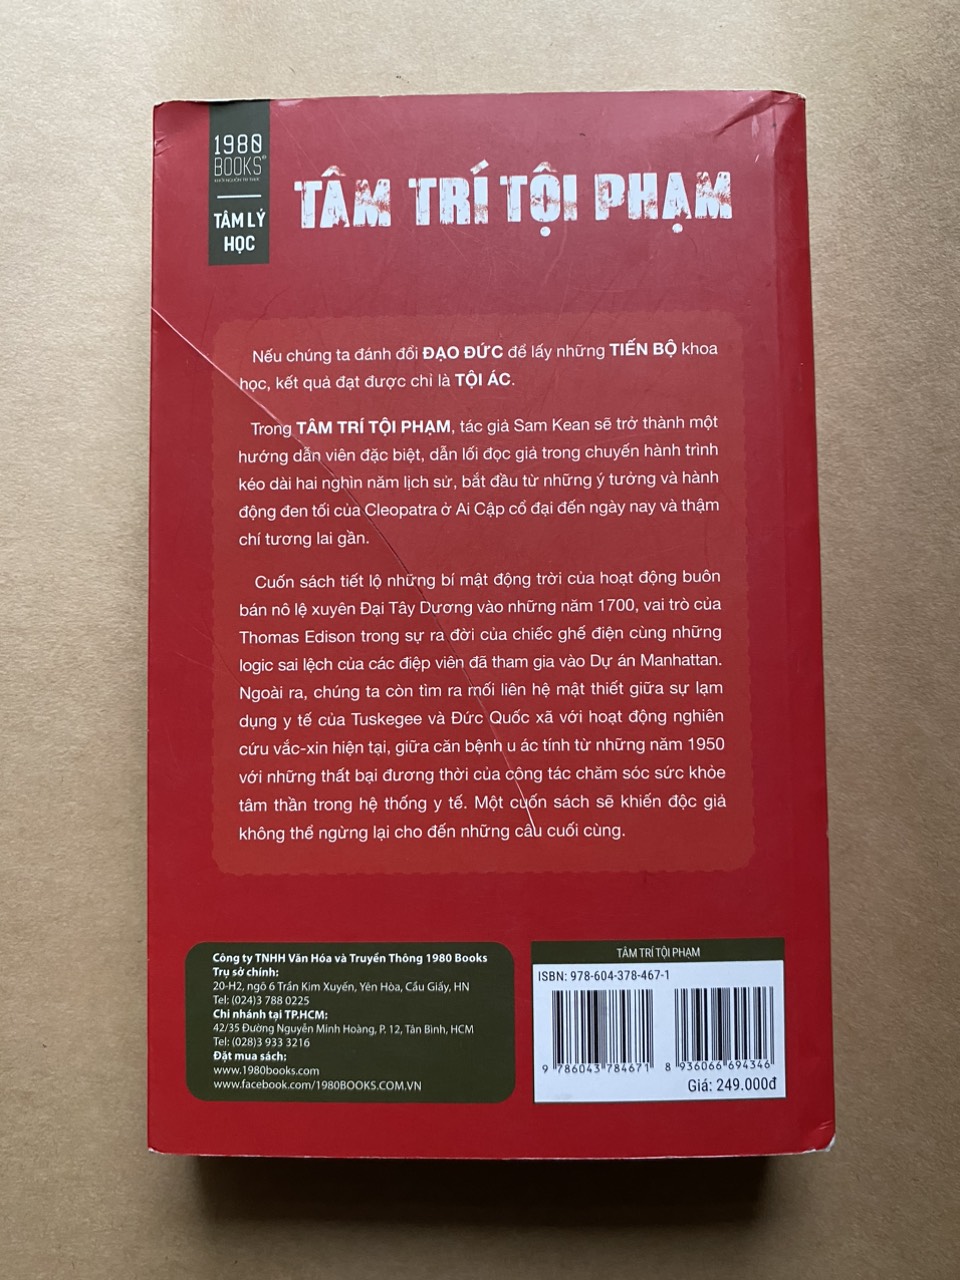 1980
BOOKS®
TÂM LÝ
HỌC
TÂM TRÍ TỘI PHẠM
Nếu chúng ta đánh đổi ĐẠO ĐỨC để lấy những TIẾN BỘ khoa
học, kết quả đạt được chỉ là TỘI ÁC.
Trong TÂM TRÍ TỘI PHẠM, tác giả Sam Kean sẽ trở thành một
hướng dẫn viên đặc biệt, dẫn lối đọc giả trong chuyến hành trình
kéo dài hai nghìn năm lịch sử, bắt đầu từ những ý tưởng và hành
động đen tối của Cleopatra ở Ai Cập cổ đại đến ngày nay và thậm
chí tương lai gần.
Cuốn sách tiết lộ những bí mật động trời của hoạt động buôn
bán nô lệ xuyên Đại Tây Dương vào những năm 1700, vai trò của
Thomas Edison trong sự ra đời của chiếc ghế điện cùng những
logic sai lệch của các điệp viên đã tham gia vào Dự án Manhattan.
Ngoài ra, chúng ta còn tìm ra mối liên hệ mật thiết giữa sự lạm
dụng y tế của Tuskegee và Đức Quốc xã với hoạt động nghiên
cứu vắc-xin hiện tại, giữa căn bệnh u ác tính từ những năm 1950
với những thất bại đương thời của công tác chăm sóc sức khỏe
tâm thần trong hệ thống y tế. Một cuốn sách sẽ khiến độc giả
không thể ngừng lại cho đến những câu cuối cùng.
Công ty TNHH Văn Hóa và Truyền Thông 1980 Books
Trụ sở chính:
20-H2, ngõ 6 Trần Kim Xuyến, Yên Hòa, Cầu Giấy, HN
Tel: (024)3 788 0225
Chi nhánh tại TP.HCM:
42/35 Đường Nguyễn Minh Hoàng, P. 12, Tân Bình, HCM
Tel: (028)3 933 3216
Đặt mua sách:
www.1980books.com
www.facebook.com/1980BOOKS.COM.VN
TÂM TRÍ TỘI PHẠM
ISBN: 978-604-378-467-1
9 786043 784671
8 936066 694346
Giá: 249.000đ